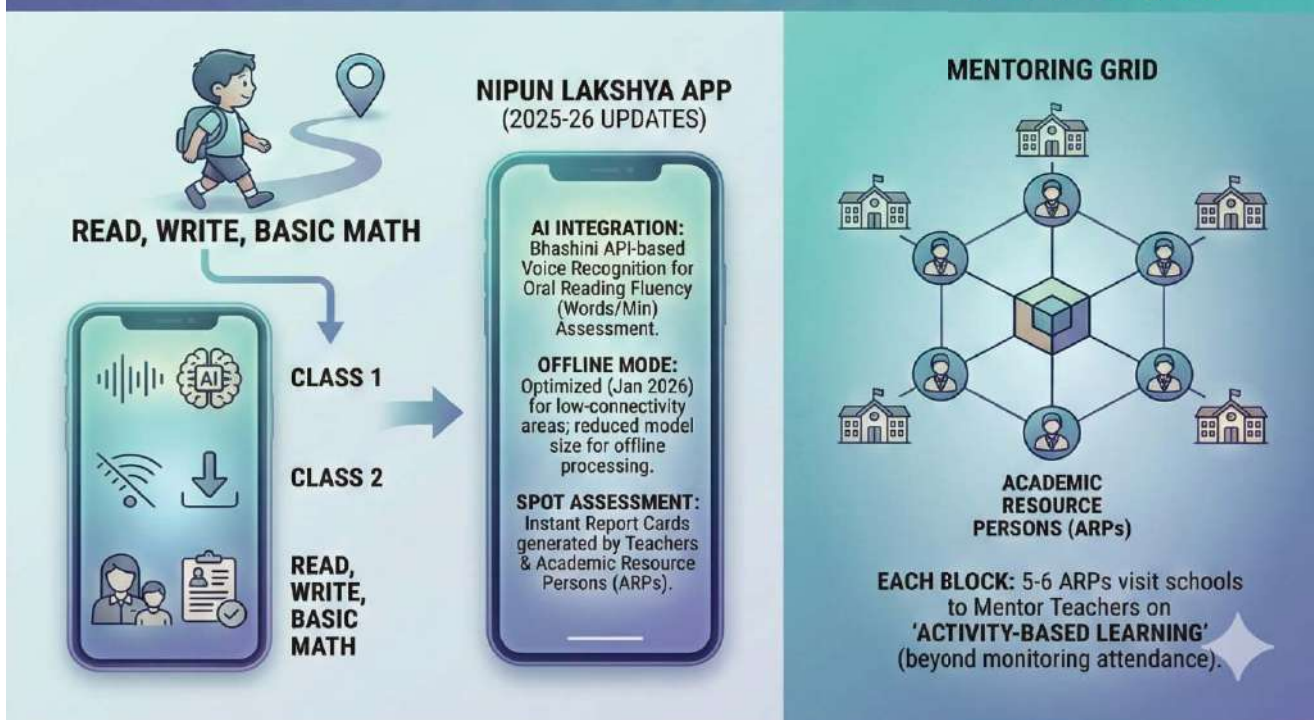 READ, WRITE, BASIC MATH
AI
CLASS 1
CLASS 2
READ,
WRITE,
BASIC
MATH
NIPUN LAKSHYA APP
(2025-26 UPDATES)
AI INTEGRATION:
Bhashini API-based
Voice Recognition for
Oral Reading Fluency
(Words/Min)
Assessment.
OFFLINE MODE:
Optimized (Jan 2026)
for low-connectivity
areas; reduced model
size for offline
processing.
SPOT ASSESSMENT:
Instant Report Cards
generated by Teachers
& Academic Resource
Persons (ARPs).
MENTORING GRID
ACADEMIC
RESOURCE
PERSONS (ARPs)
EACH BLOCK: 5-6 ARPs visit schools
to Mentor Teachers on
'ACTIVITY-BASED LEARNING'
(beyond monitoring attendance).